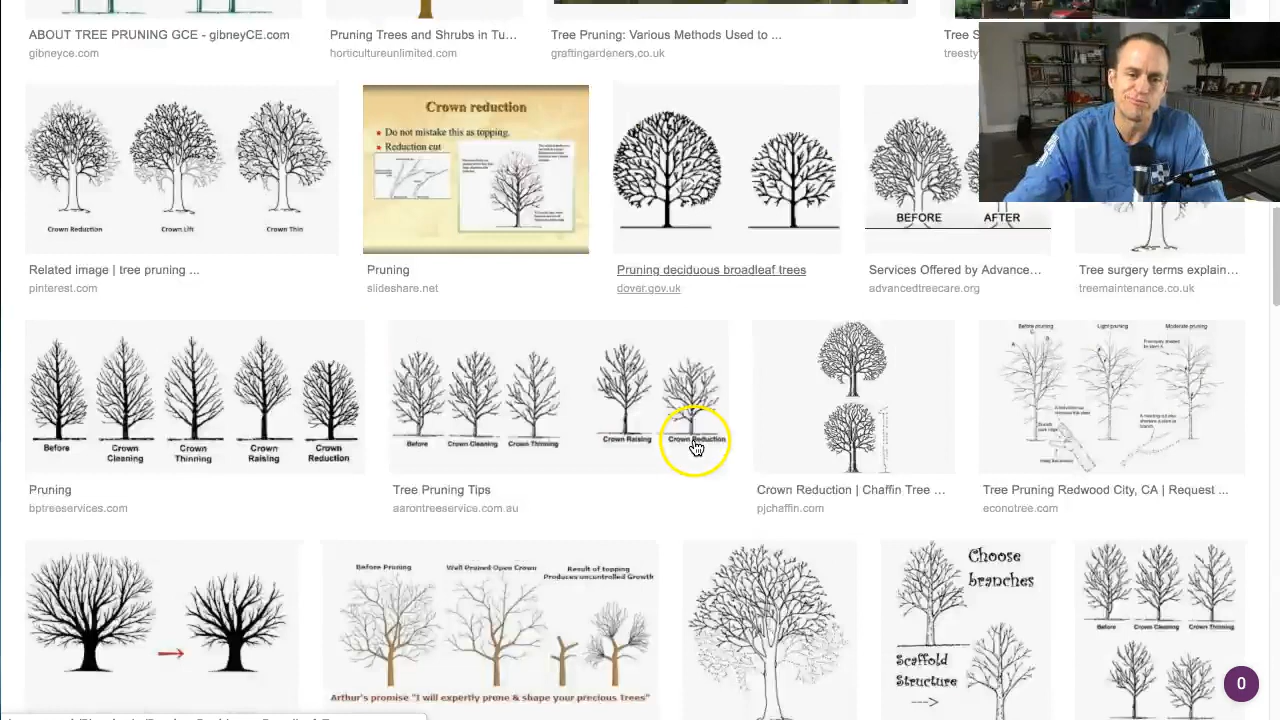 ABOUT TREE PRUNING GCE - gibneyCE.com
gibneyce.com
Pruning Trees and Shrubs in Tu…
horticultureunlimited.com
Tree Pruning: Various Methods Used to ...
graftingardeners.co.uk
Tree S
treesty
Crown Reduction
Crown Lift
Crown Thin
Related image | tree pruning ...
pinterest.com
Crown reduction
Do not mistake this as topping.
Reduction cut
Pruning
slideshare.net
Pruning deciduous broadleaf trees
dover.gov.uk
BEFORE
AFTER
Services Offered by Advance…
advancedtreecare.org
Tree surgery terms explain…
treemaintenance.co.uk
Before
Crown
Cleaning
Crown
Thinning
Crown
Raising
Crown
Reduction
Pruning
bptreeservices.com
Before
Crown Cleaning
Crown Thinning
Crown Raising
Crown Reduction
Tree Pruning Tips
aarontreeservice.com.au
Crown Reduction | Chaffin Tree …
pjchaffin.com
Before pruning
Light pruning
Moderate pruning
Tree Pruning Redwood City, CA | Request ...
econotree.com
Before Pruning
Well Pruned Open Crown
Result of topping
Produces uncontrolled Growth
Arthur's promise "I will expertly prune & shape your precious Trees"
Choose
branches
Scaffold
Structure
Before
Crown Cleaning
Crown Thinning
0